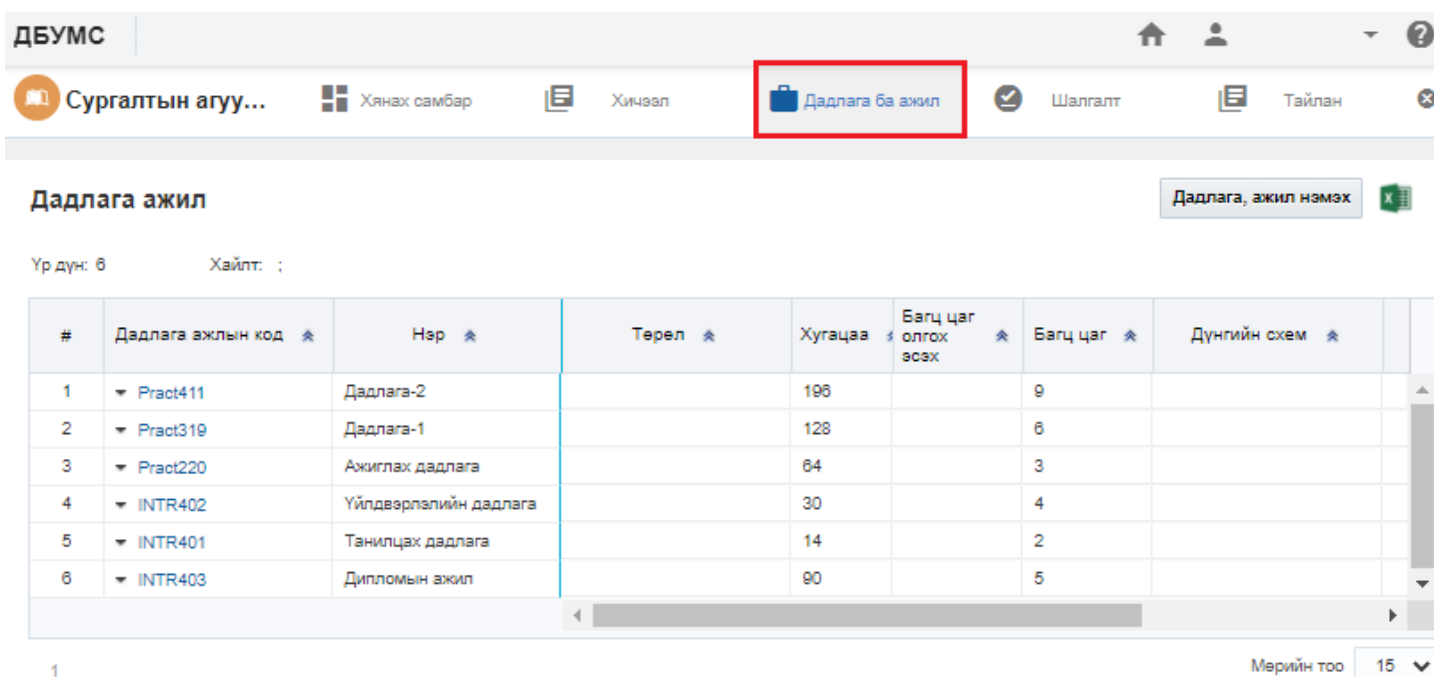 ДБУМС
Сургалтын агуу... Хянах самбар Хичээл Дадлага ба ажил Шалгалт Тайлан
Дадлага ажил Дадлага, ажил нэмэх
Үр дүн: 6 Хайлт: ;
# Дадлага ажлын код Нэр Төрөл Хугацаа Багц цаг олгох эсэх Багц цаг Дүнгийн схем
1 Pract411 Дадлага-2 196 9
2 Pract319 Дадлага-1 128 6
3 Pract220 Ажиглах дадлага 64 3
4 INTR402 Үйлдвэрлэлийн дадлага 30 4
5 INTR401 Танилцах дадлага 14 2
6 INTR403 Дипломын ажил 90 5
1 Мөрийн тоо 15